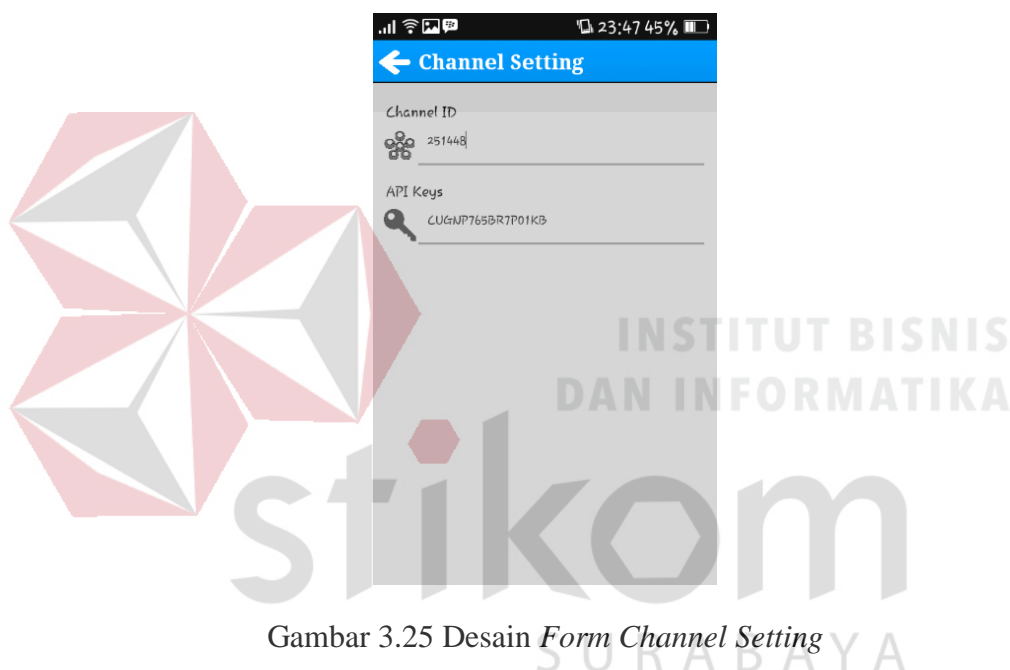 23:47 45%
Channel Setting
Channel ID
251448
API Keys
CUGNP765BR7P01KB
INSTITUT BISNIS
DAN INFORMATIKA
stikom
SURABAYA
Gambar 3.25 Desain Form Channel Setting